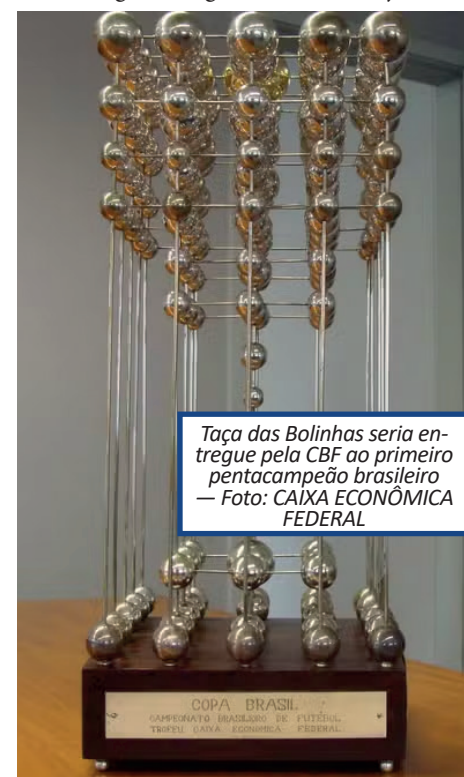 Taça das Bolinhas seria en-
tregue pela CBF ao primeiro
pentacampeão brasileiro
— Foto: CAIXA ECONÔMICA
FEDERAL
COPA BRASIL
CAMPEONATO BRASILEIRO DE FUTEBOL
TROFEU CAIXA ECONOMICA FEDERAL